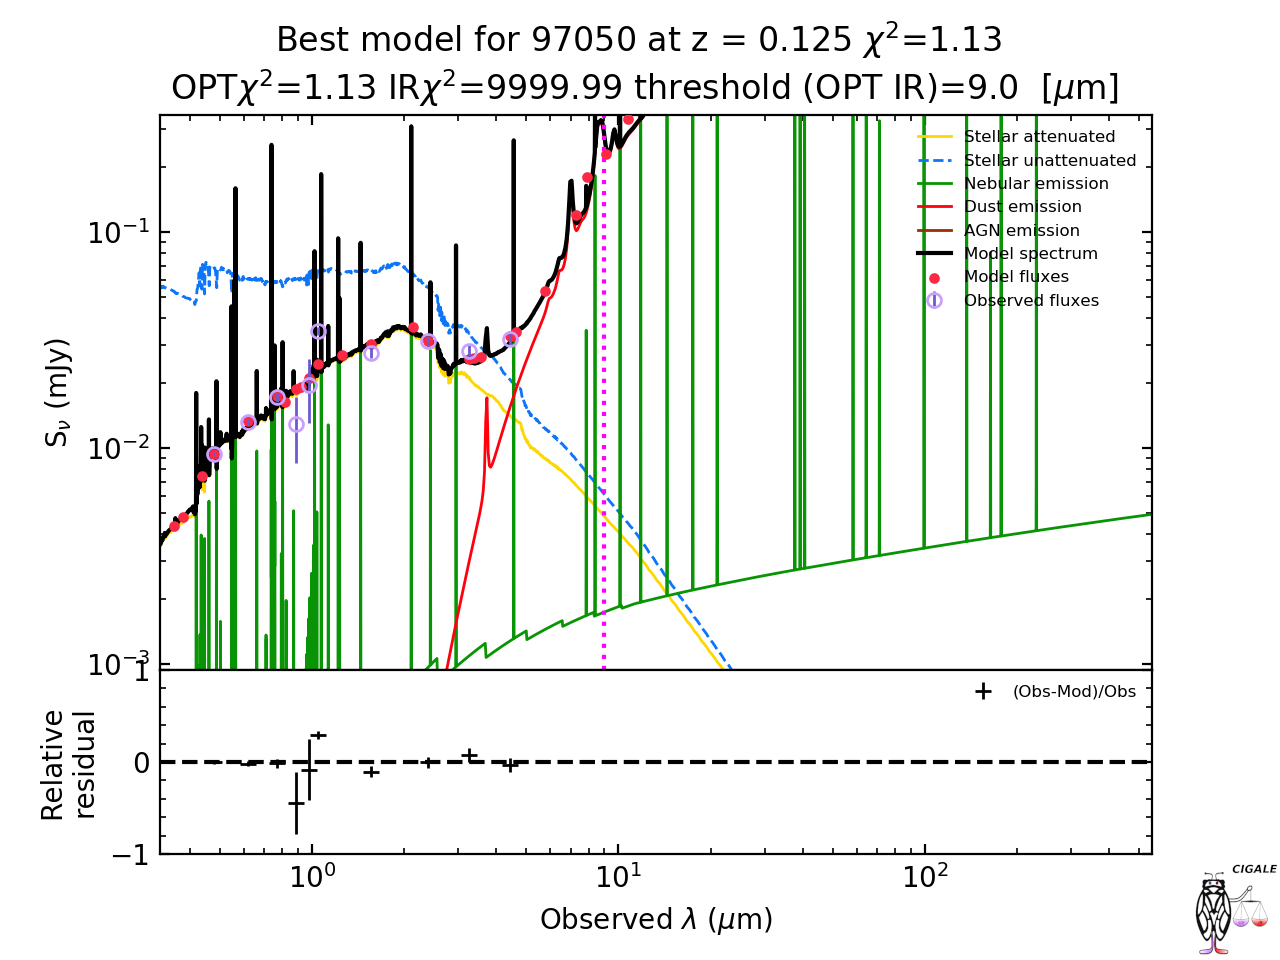 Best model for 97050 at z = 0.125 χ²=1.13
OPTχ²=1.13 IRχ²=9999.99 threshold (OPT IR)=9.0 [μm]
Stellar attenuated
Stellar unattenuated
Nebular emission
Dust emission
AGN emission
Model spectrum
Model fluxes
Observed fluxes
10⁻¹
10⁻²
10⁻³
S_ν (mJy)
1
0
−1
Relative
residual
(Obs-Mod)/Obs
10⁰ 10¹ 10²
Observed λ (μm)
CIGALE